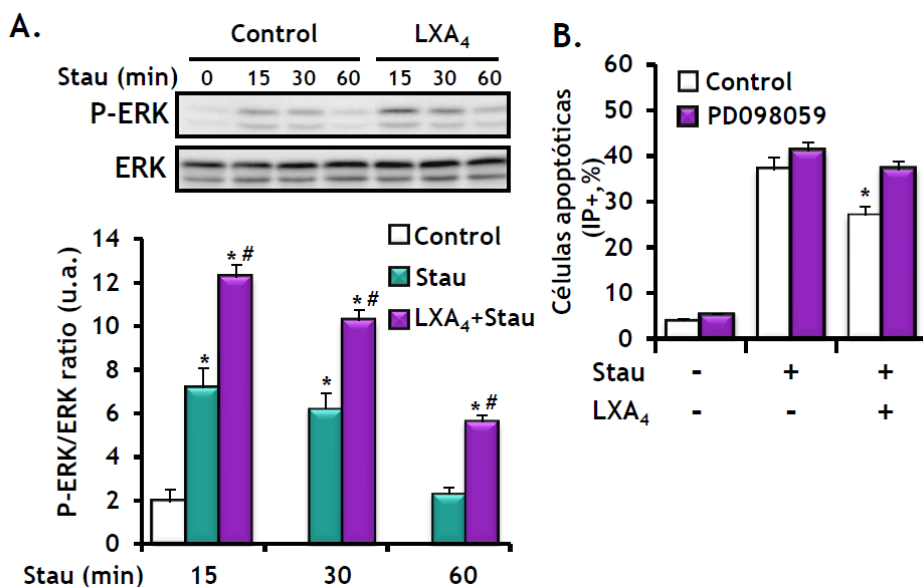 A.
Control LXA₄
Stau (min) 0 15 30 60 15 30 60
P-ERK
ERK
P-ERK/ERK ratio (u.a.)
14
12
10
8
6
4
2
0
Control
Stau
LXA₄+Stau
*
* #
*
* #
* #
Stau (min) 15 30 60
B.
Células apoptóticas
(IP+,%)
60
50
40
30
20
10
0
Control
PD098059
*
Stau - + +
LXA₄ - - +